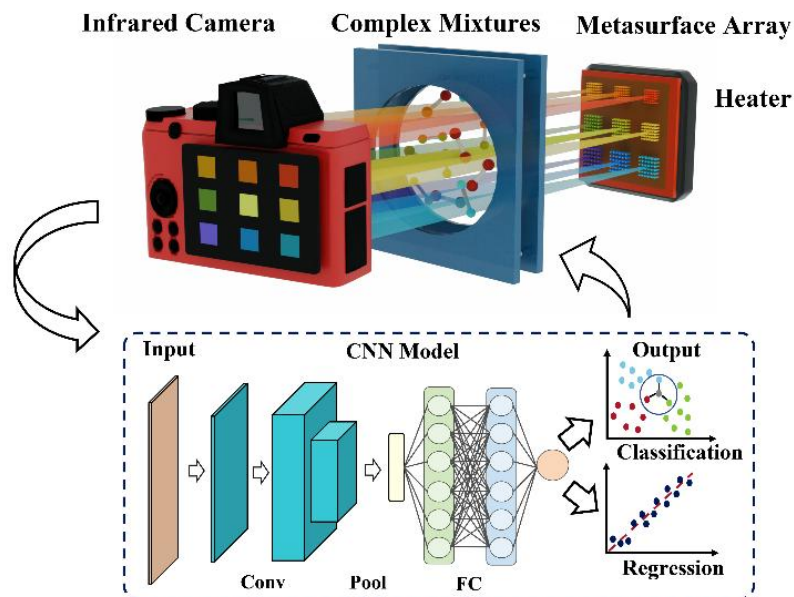 Infrared Camera
Complex Mixtures
Metasurface Array
Heater
Input
CNN Model
Output
Classification
Regression
Conv
Pool
FC